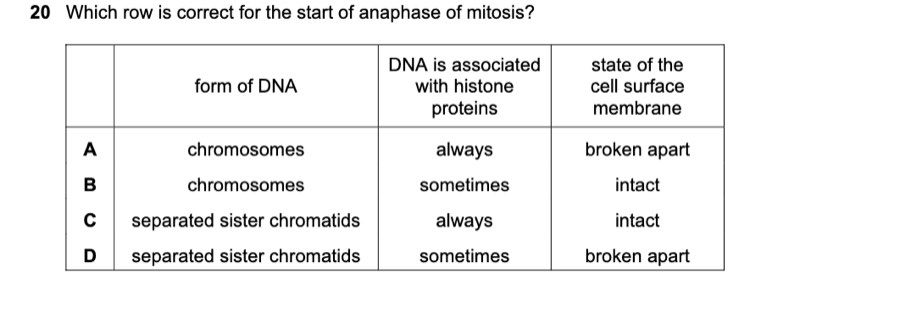 20 Which row is correct for the start of anaphase of mitosis?
form of DNA
DNA is associated with histone proteins
state of the cell surface membrane
A chromosomes always broken apart
B chromosomes sometimes intact
C separated sister chromatids always intact
D separated sister chromatids sometimes broken apart